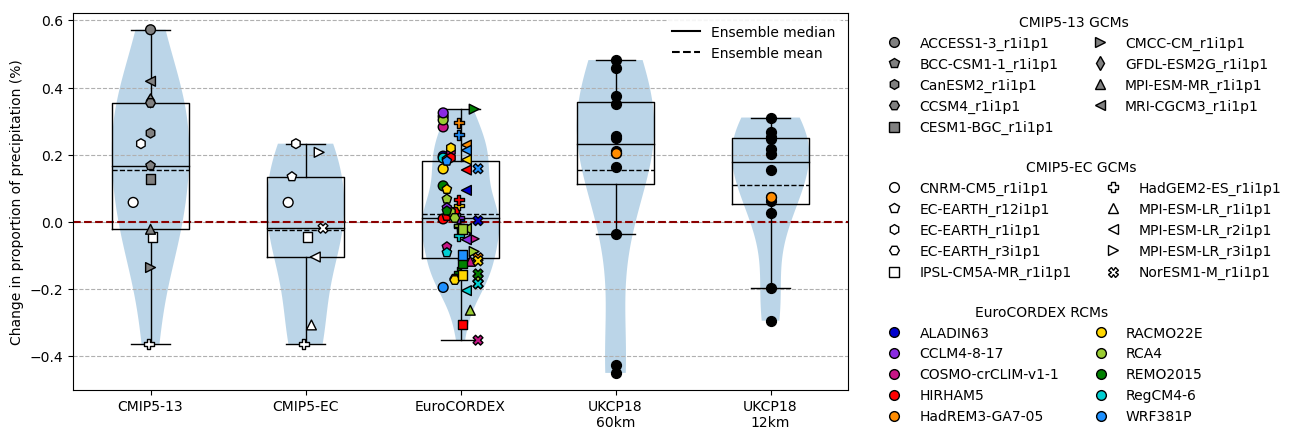 Change in proportion of precipitation (%)
0.6
0.4
0.2
0.0
−0.2
−0.4
Ensemble median
Ensemble mean
CMIP5-13
CMIP5-EC
EuroCORDEX
UKCP18
60km
UKCP18
12km
CMIP5-13 GCMs
ACCESS1-3_r1i1p1
BCC-CSM1-1_r1i1p1
CanESM2_r1i1p1
CCSM4_r1i1p1
CESM1-BGC_r1i1p1
CMCC-CM_r1i1p1
GFDL-ESM2G_r1i1p1
MPI-ESM-MR_r1i1p1
MRI-CGCM3_r1i1p1
CMIP5-EC GCMs
CNRM-CM5_r1i1p1
EC-EARTH_r12i1p1
EC-EARTH_r1i1p1
EC-EARTH_r3i1p1
IPSL-CM5A-MR_r1i1p1
HadGEM2-ES_r1i1p1
MPI-ESM-LR_r1i1p1
MPI-ESM-LR_r2i1p1
MPI-ESM-LR_r3i1p1
NorESM1-M_r1i1p1
EuroCORDEX RCMs
ALADIN63
CCLM4-8-17
COSMO-crCLIM-v1-1
HIRHAM5
HadREM3-GA7-05
RACMO22E
RCA4
REMO2015
RegCM4-6
WRF381P